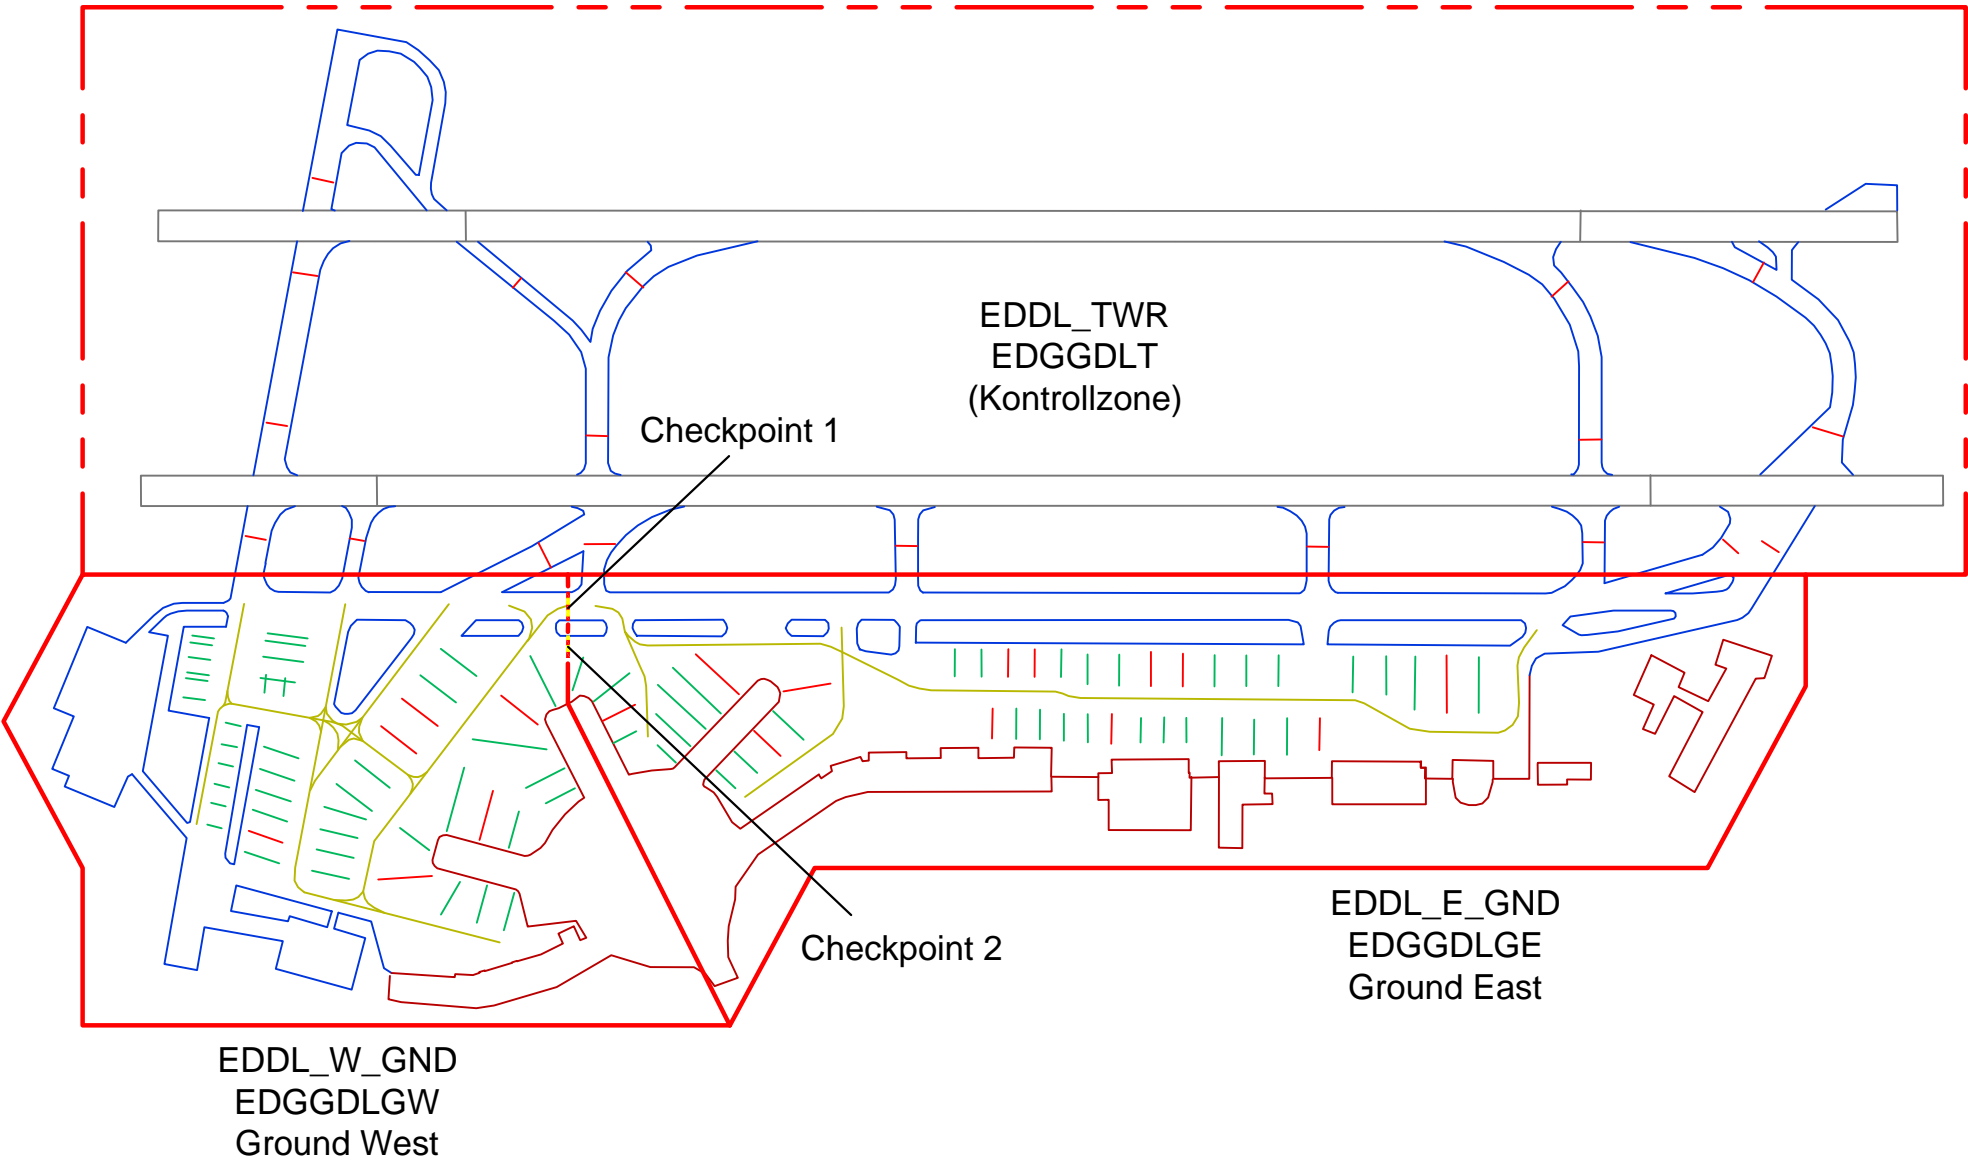 EDDL_TWR
EDGGDLT
(Kontrollzone)
Checkpoint 1
Checkpoint 2
EDDL_E_GND
EDGGDLGE
Ground East
EDDL_W_GND
EDGGDLGW
Ground West